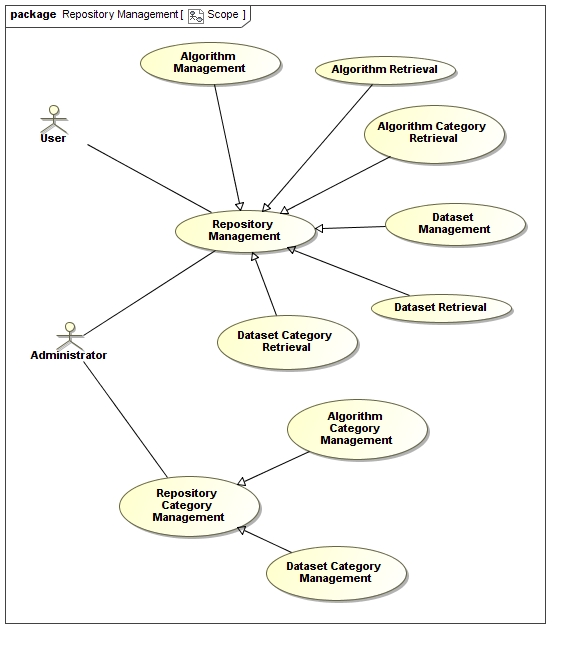 package Repository Management [ Scope ]
Algorithm
Management
Algorithm Retrieval
User
Algorithm Category
Retrieval
Repository
Management
Dataset
Management
Dataset Retrieval
Dataset Category
Retrieval
Administrator
Algorithm
Category
Management
Repository
Category
Management
Dataset Category
Management